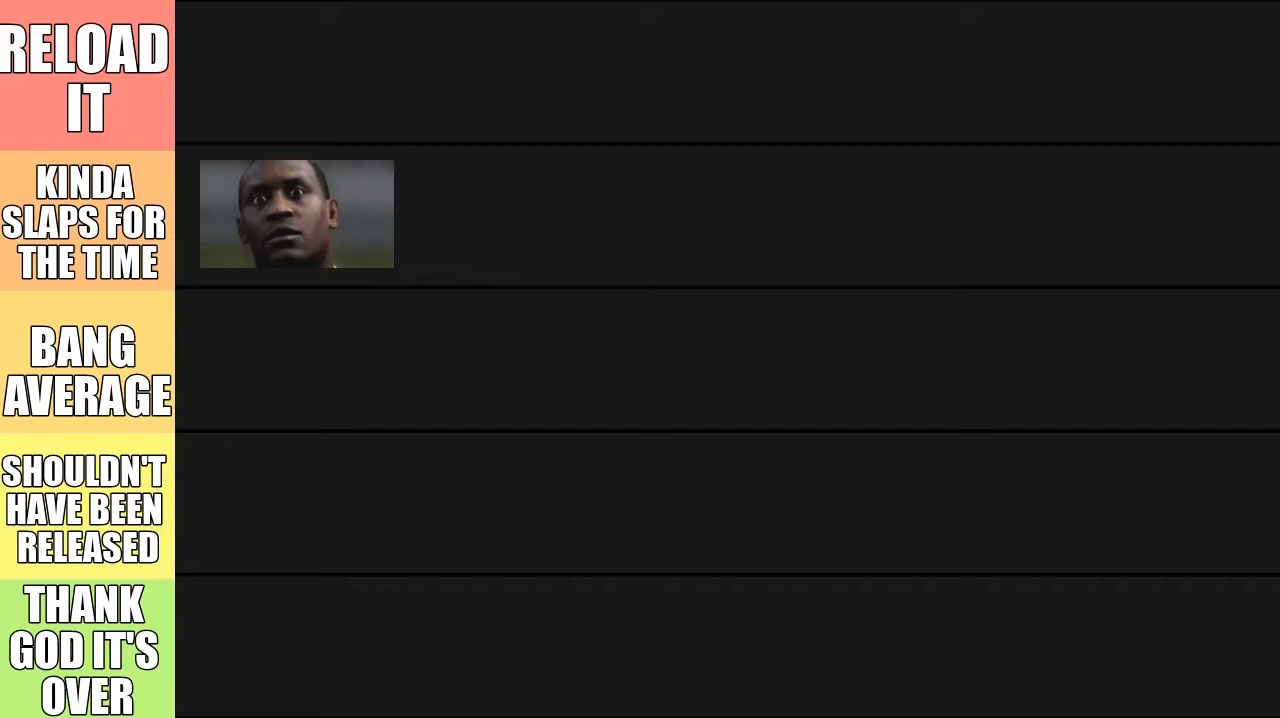 RELOAD
IT
KINDA
SLAPS FOR
THE TIME
BANG
AVERAGE
SHOULDN'T
HAVE BEEN
RELEASED
THANK
GOD IT'S
OVER